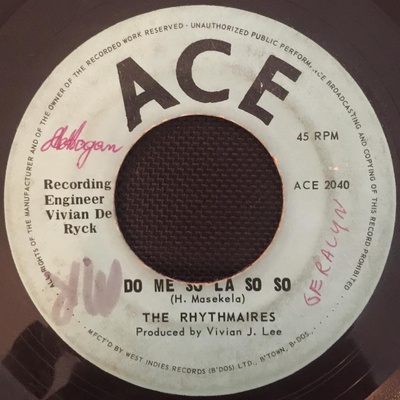 ALL RIGHTS OF THE MANUFACTURER AND OF THE OWNER OF THE RECORDED WORK RESERVED - UNAUTHORIZED PUBLIC PERFORMANCE BROADCASTING AND COPYING OF THIS RECORD PROHIBITED
ACE
45 RPM
Recording
Engineer
Vivian De
Ryck
ACE 2040
GERALYN
DO ME SO LA SO SO
(H. Masekela)
THE RHYTHMAIRES
Produced by Vivian J. Lee
MFCT'D BY WEST INDIES RECORDS (B'DOS) LTD., B'TOWN, B-DOS..